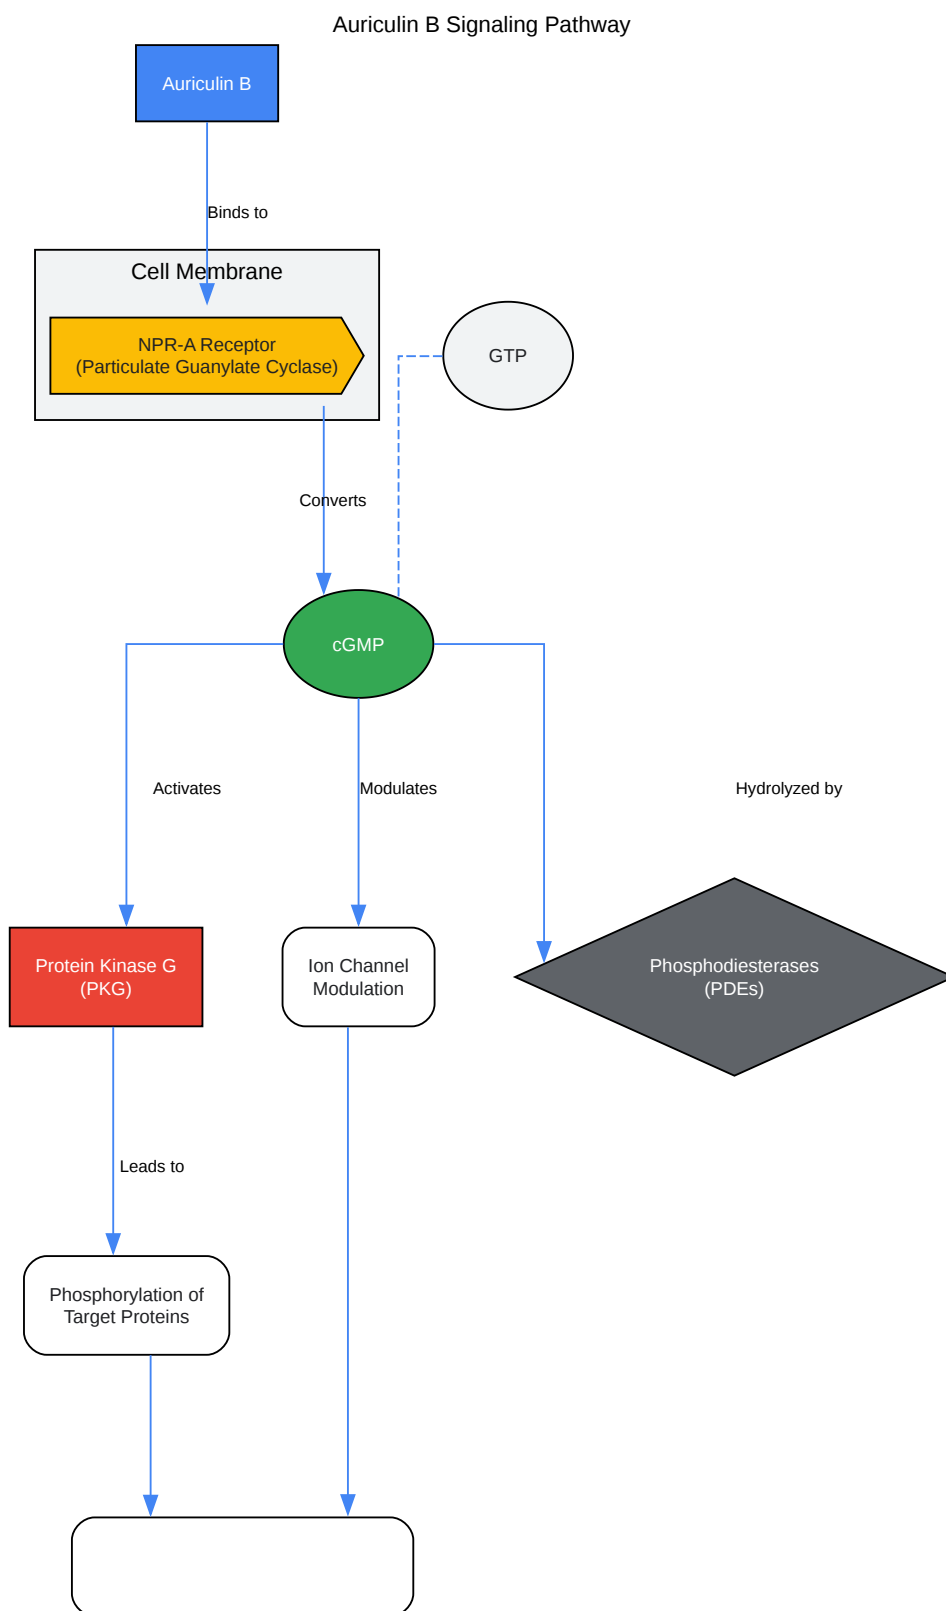 Auriculin B Signaling Pathway
Auriculin B
Binds to
Cell Membrane
NPR-A Receptor
(Particulate Guanylate Cyclase)
GTP
Converts
cGMP
Activates
Modulates
Hydrolyzed by
Protein Kinase G
(PKG)
Ion Channel
Modulation
Phosphodiesterases
(PDEs)
Leads to
Phosphorylation of
Target Proteins